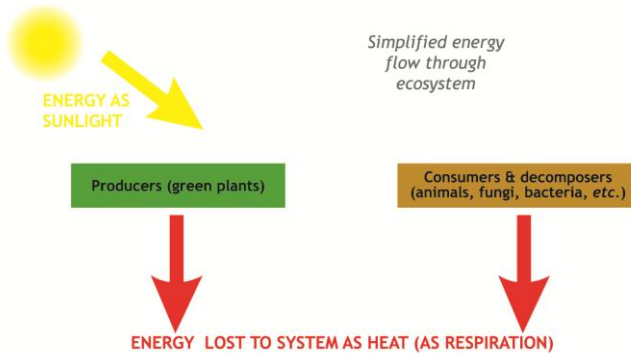 Simplified energy
flow through
ecosystem
ENERGY AS
SUNLIGHT
Producers (green plants)
Consumers & decomposers
(animals, fungi, bacteria, etc.)
ENERGY LOST TO SYSTEM AS HEAT (AS RESPIRATION)